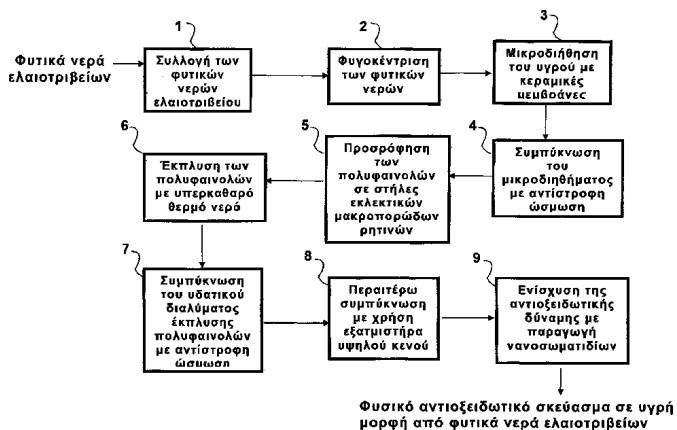 Φυτικά νερά
ελαιοτριβείων
1
Συλλογή των
φυτικών
νερών
ελαιοτριβείου
2
Φυγοκέντριση
των φυτικών
νερών
3
Μικροδιήθηση
του υγρού με
κεραμικές
μεμβράνες
4
Συμπύκνωση
του
μικροδιηθήματος
με αντίστροφη
ώσμωση
5
Προσρόφηση
των
πολυφαινολών
σε στήλες
εκλεκτικών
μακροπορώδων
ρητινών
6
Έκπλυση των
πολυφαινολών
με υπερκαθαρό
θερμό νερό
7
Συμπύκνωση
του υδατικού
διαλύματος
έκπλυσης
πολυφαινολών
με αντίστροφη
ώσμωση
8
Περαιτέρω
συμπύκνωση
με χρήση
εξατμιστήρα
υψηλού κενού
9
Ενίσχυση της
αντιοξειδωτικής
δύναμης με
παραγωγή
νανοσωματιδίων
Φυσικό αντιοξειδωτικό σκεύασμα σε υγρή
μορφή από φυτικά νερά ελαιοτριβείων